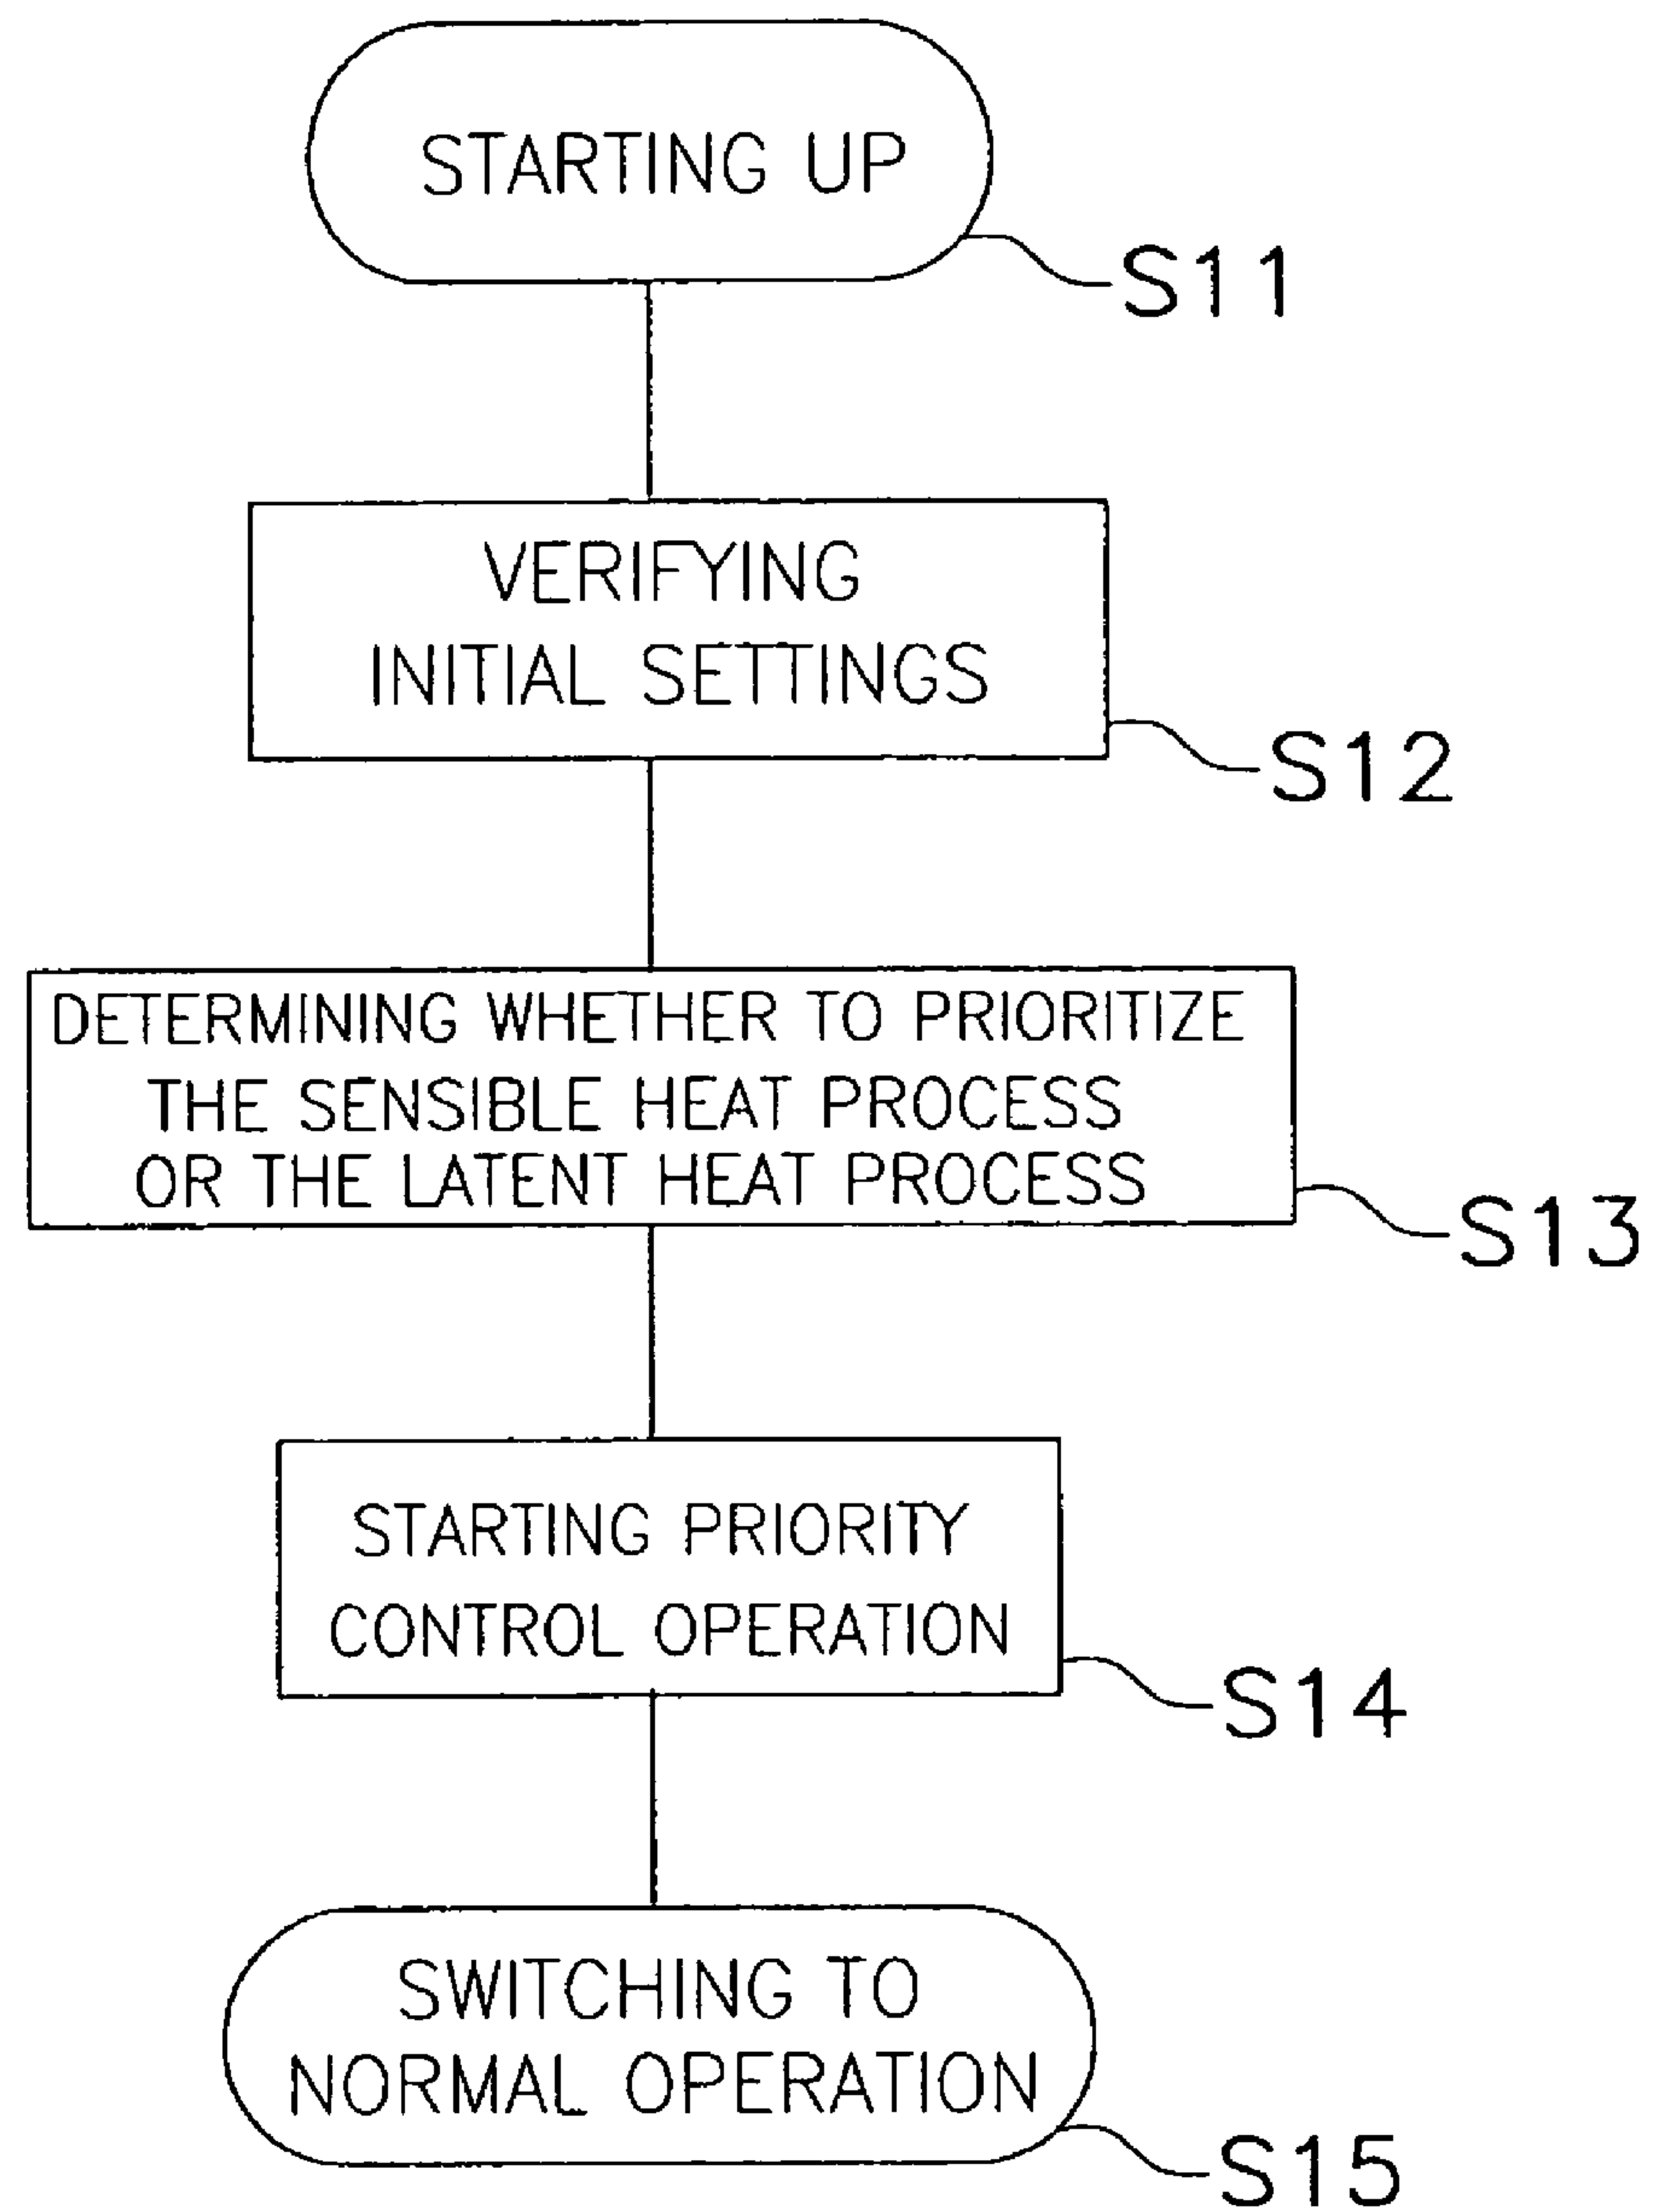 STARTING UP
S11
VERIFYING
INITIAL SETTINGS
S12
DETERMINING WHETHER TO PRIORITIZE
THE SENSIBLE HEAT PROCESS
OR THE LATENT HEAT PROCESS
S13
STARTING PRIORITY
CONTROL OPERATION
S14
SWITCHING TO
NORMAL OPERATION
S15